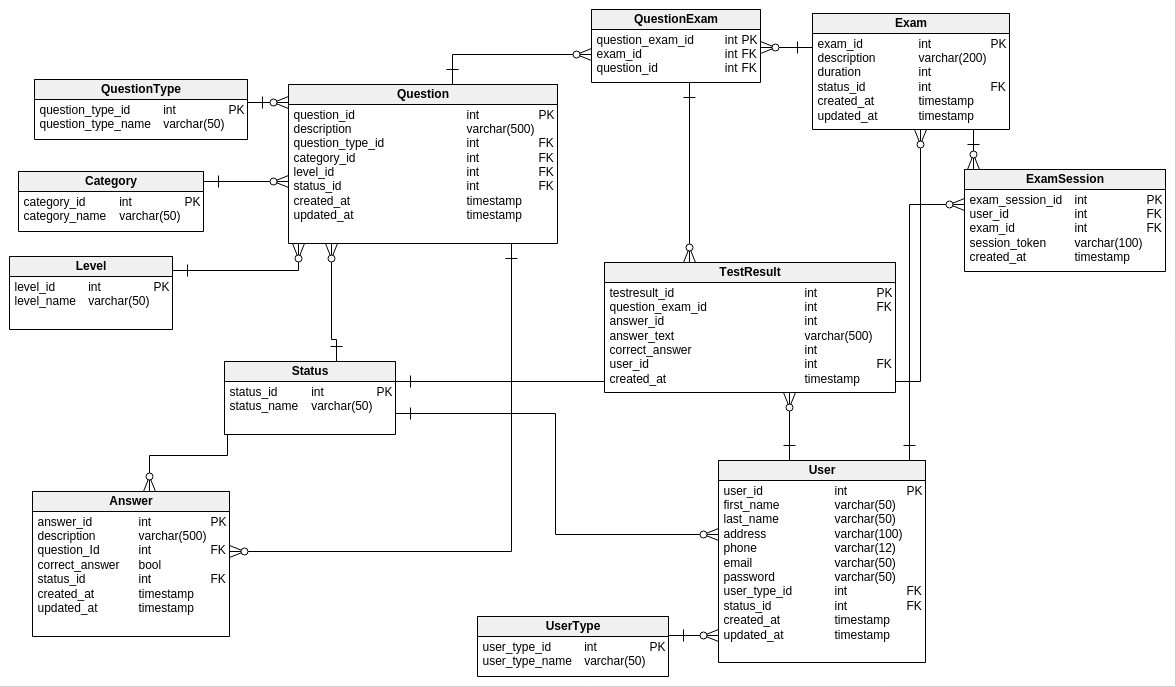 QuestionExam
question_exam_id int PK
exam_id int FK
question_id int FK
Exam
exam_id int PK
description varchar(200)
duration int
status_id int FK
created_at timestamp
updated_at timestamp
QuestionType
question_type_id int PK
question_type_name varchar(50)
Question
question_id int PK
description varchar(500)
question_type_id int FK
category_id int FK
level_id int FK
status_id int FK
created_at timestamp
updated_at timestamp
Category
category_id int PK
category_name varchar(50)
ExamSession
exam_session_id int PK
user_id int FK
exam_id int FK
session_token varchar(100)
created_at timestamp
Level
level_id int PK
level_name varchar(50)
TestResult
testresult_id int PK
question_exam_id int FK
answer_id int
answer_text varchar(500)
correct_answer int
user_id int FK
created_at timestamp
Status
status_id int PK
status_name varchar(50)
Answer
answer_id int PK
description varchar(500)
question_Id int FK
correct_answer bool
status_id int FK
created_at timestamp
updated_at timestamp
User
user_id int PK
first_name varchar(50)
last_name varchar(50)
address varchar(100)
phone varchar(12)
email varchar(50)
password varchar(50)
user_type_id int FK
status_id int FK
created_at timestamp
updated_at timestamp
UserType
user_type_id int PK
user_type_name varchar(50)